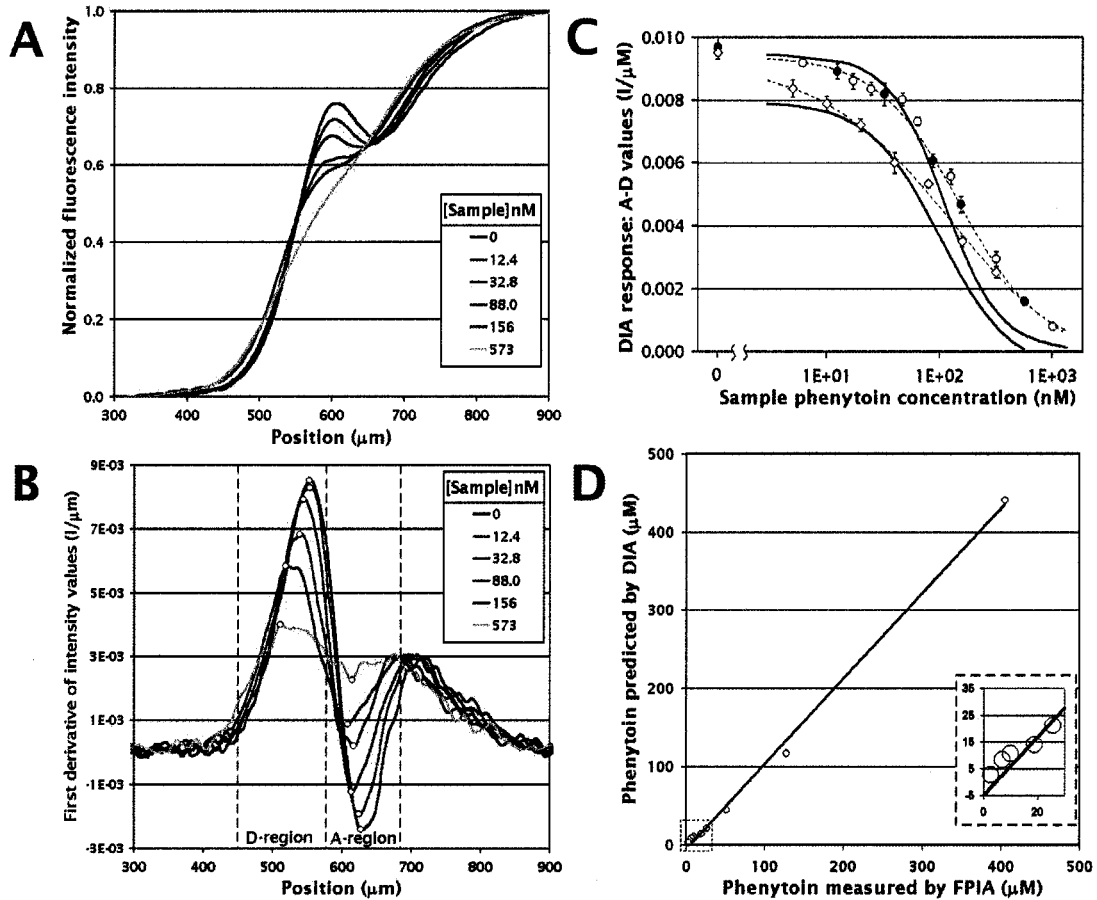 A
Normalized fluorescence intensity
1.0
0.8
0.6
0.4
0.2
0.0
300 400 500 600 700 800 900
Position (μm)
[Sample]nM
0
12.4
32.8
88.0
156
573
C
DIA response: A-D values (I/μM)
0.010
0.008
0.006
0.004
0.002
0.000
0 1E+01 1E+02 1E+03
Sample phenytoin concentration (nM)
B
First derivative of intensity values (I/μm)
9E-03
7E-03
5E-03
3E-03
1E-03
-1E-03
-3E-03
300 400 500 600 700 800 900
Position (μm)
D-region A-region
[Sample]nM
0
12.4
32.8
88.0
156
573
D
Phenytoin predicted by DIA (μM)
500
400
300
200
100
0
0 100 200 300 400 500
Phenytoin measured by FPIA (μM)
35
25
15
5
-5
0 20